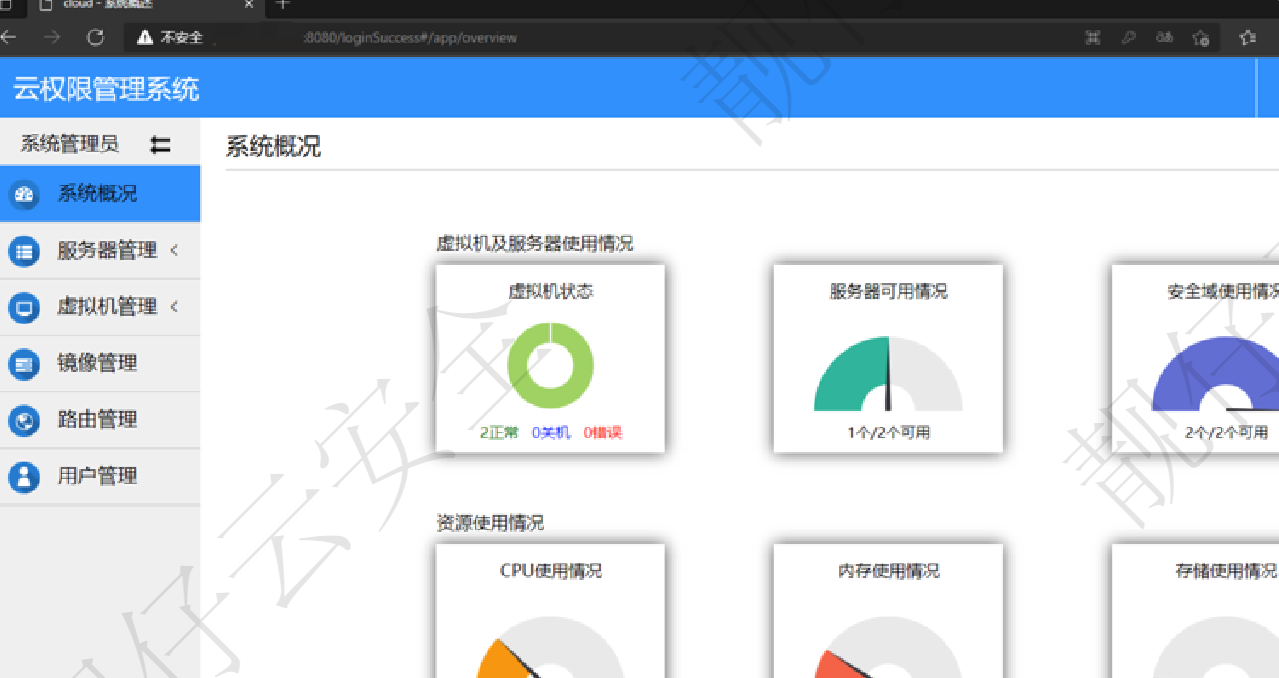 cloud - 系统概述
不安全
:8080/loginSuccess#/app/overview
云权限管理系统
系统管理员
系统概况
系统概况
服务器管理
虚拟机管理
镜像管理
路由管理
用户管理
虚拟机及服务器使用情况
虚拟机状态
2正常 0关机 0错误
服务器可用情况
1个/2个可用
安全域使用情况
2个/2个可用
资源使用情况
CPU使用情况
内存使用情况
存储使用情况
靓仔云安全